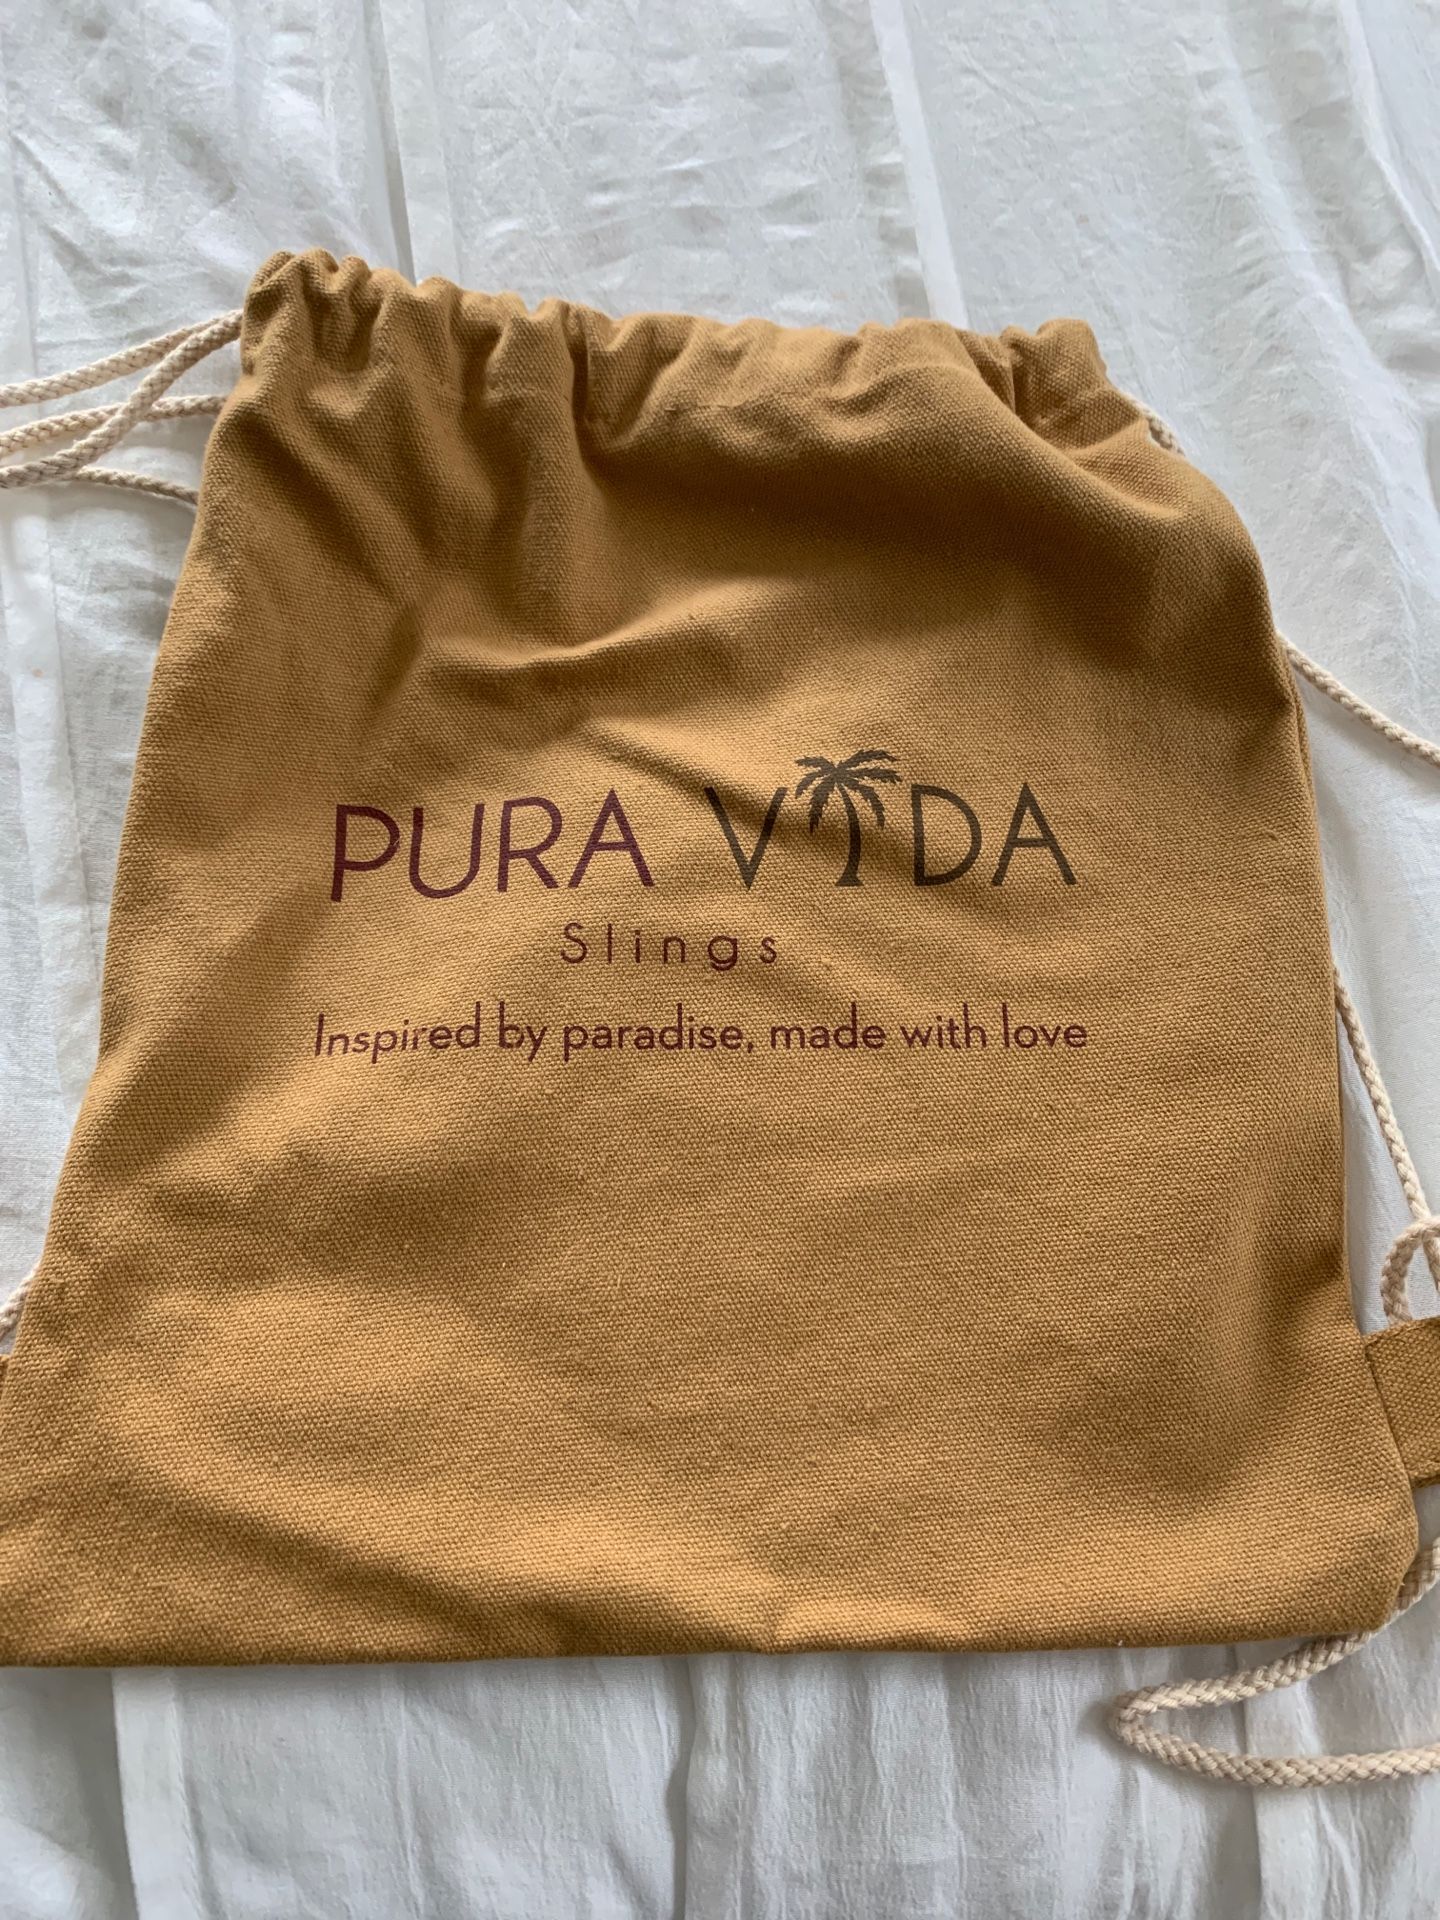 PURA VIDA
Slings
Inspired by paradise, made with love